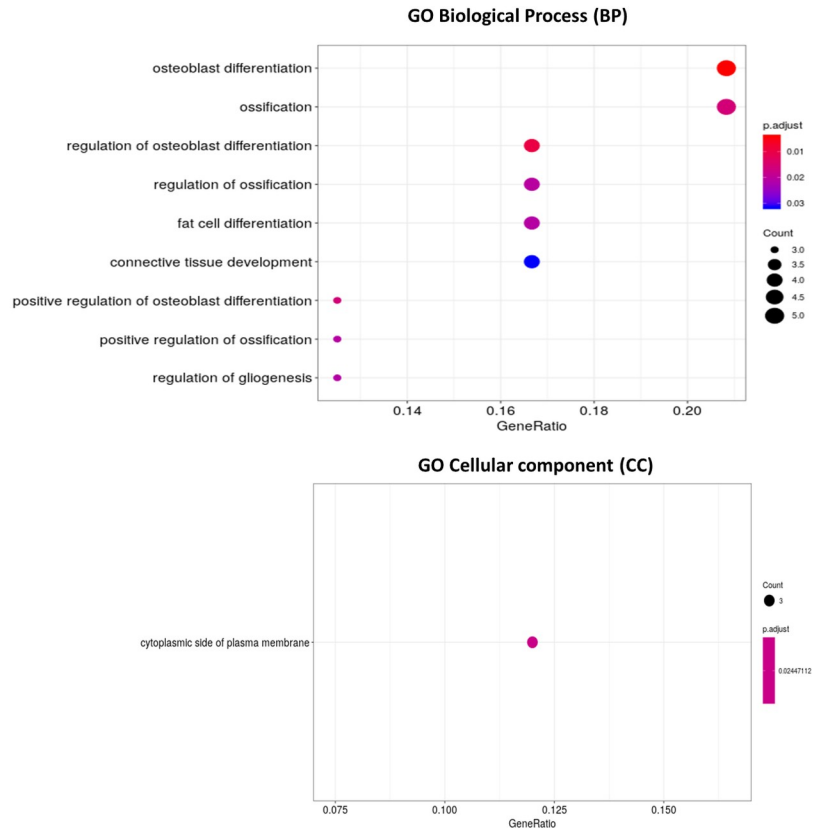 GO Biological Process (BP)
osteoblast differentiation
ossification
regulation of osteoblast differentiation
regulation of ossification
fat cell differentiation
connective tissue development
positive regulation of osteoblast differentiation
positive regulation of ossification
regulation of gliogenesis
0.14 0.16 0.18 0.20
GeneRatio
p.adjust
0.01
0.02
0.03
Count
3.0
3.5
4.0
4.5
5.0
GO Cellular component (CC)
cytoplasmic side of plasma membrane
0.075 0.100 0.125 0.150
GeneRatio
Count
3
p.adjust
0.02447112